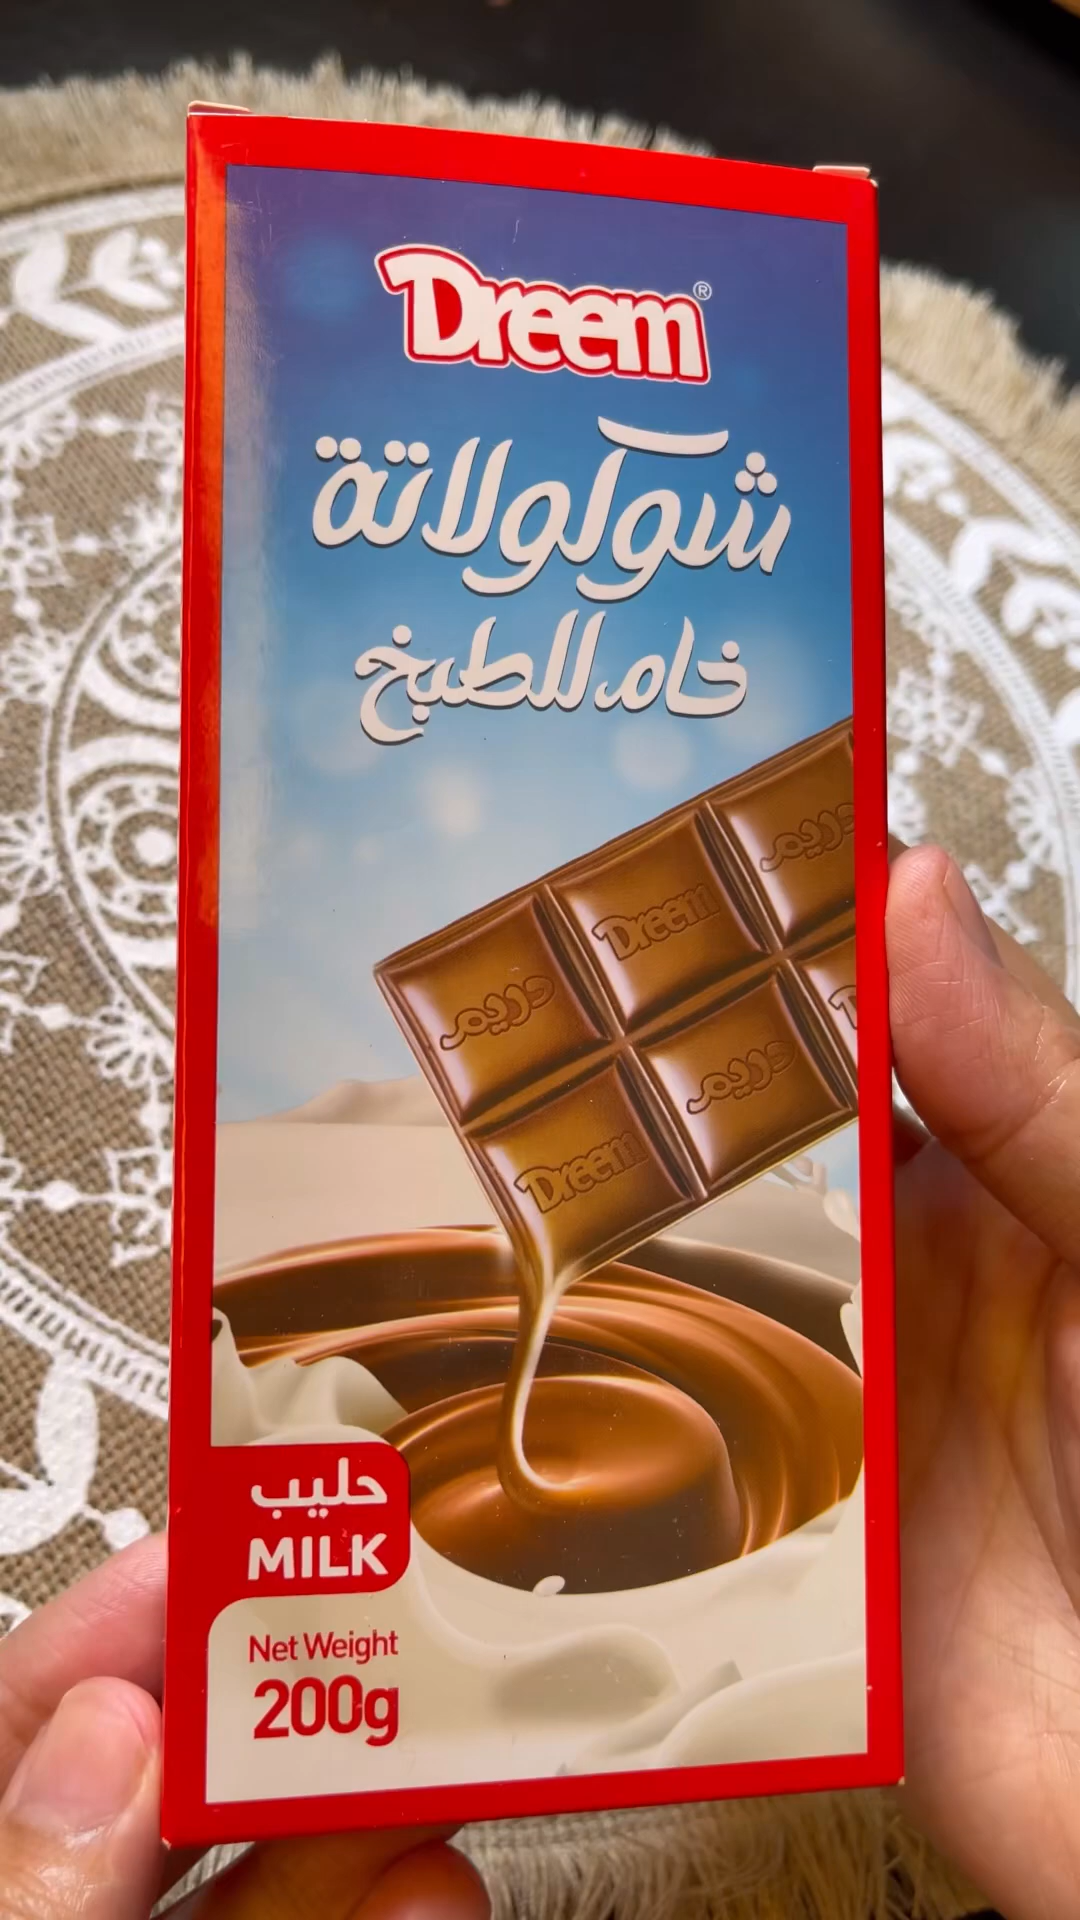 Dreem®
شوكولاتة
خام للطبخ
دريم
Dreem
دريم
Dreem
دريم
حليب
MILK
Net Weight
200g